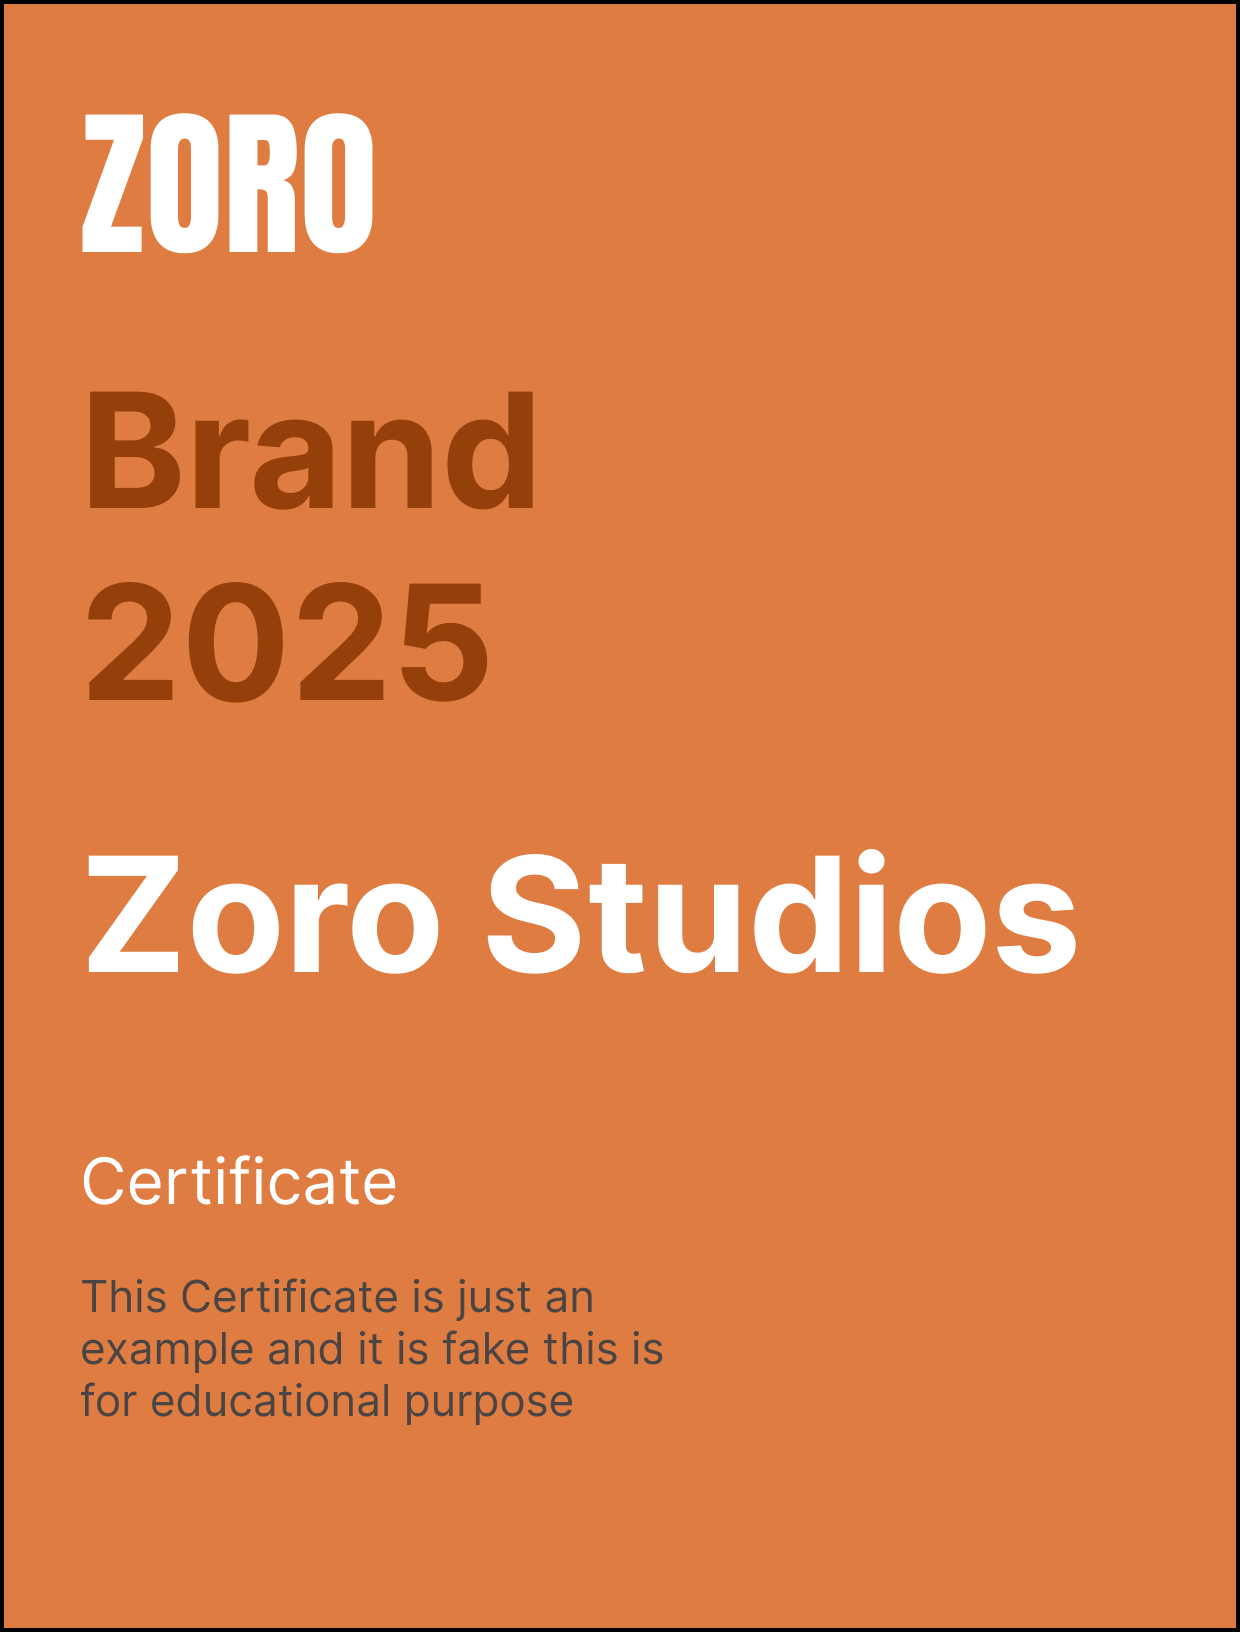 ZORO
Brand
2025
Zoro Studios
Certificate
This Certificate is just an
example and it is fake this is
for educational purpose